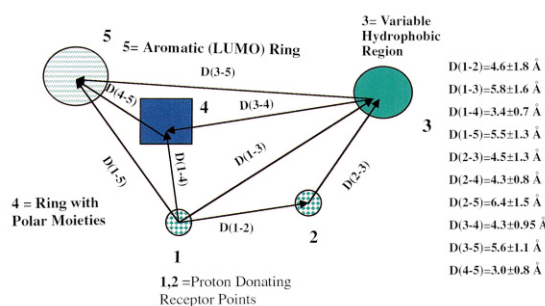 5
5= Aromatic (LUMO) Ring
3= Variable
Hydrophobic
Region
D(3-5)
D(4-5)
4
D(3-4)
3
D(1-5)
D(1-4)
D(1-3)
D(2-3)
4 = Ring with
Polar Moieties
D(1-2)
1
2
1,2 =Proton Donating
Receptor Points
D(1-2)=4.6±1.8 Å
D(1-3)=5.8±1.6 Å
D(1-4)=3.4±0.7 Å
D(1-5)=5.5±1.3 Å
D(2-3)=4.5±1.3 Å
D(2-4)=4.3±0.8 Å
D(2-5)=6.4±1.5 Å
D(3-4)=4.3±0.95 Å
D(3-5)=5.6±1.1 Å
D(4-5)=3.0±0.8 Å